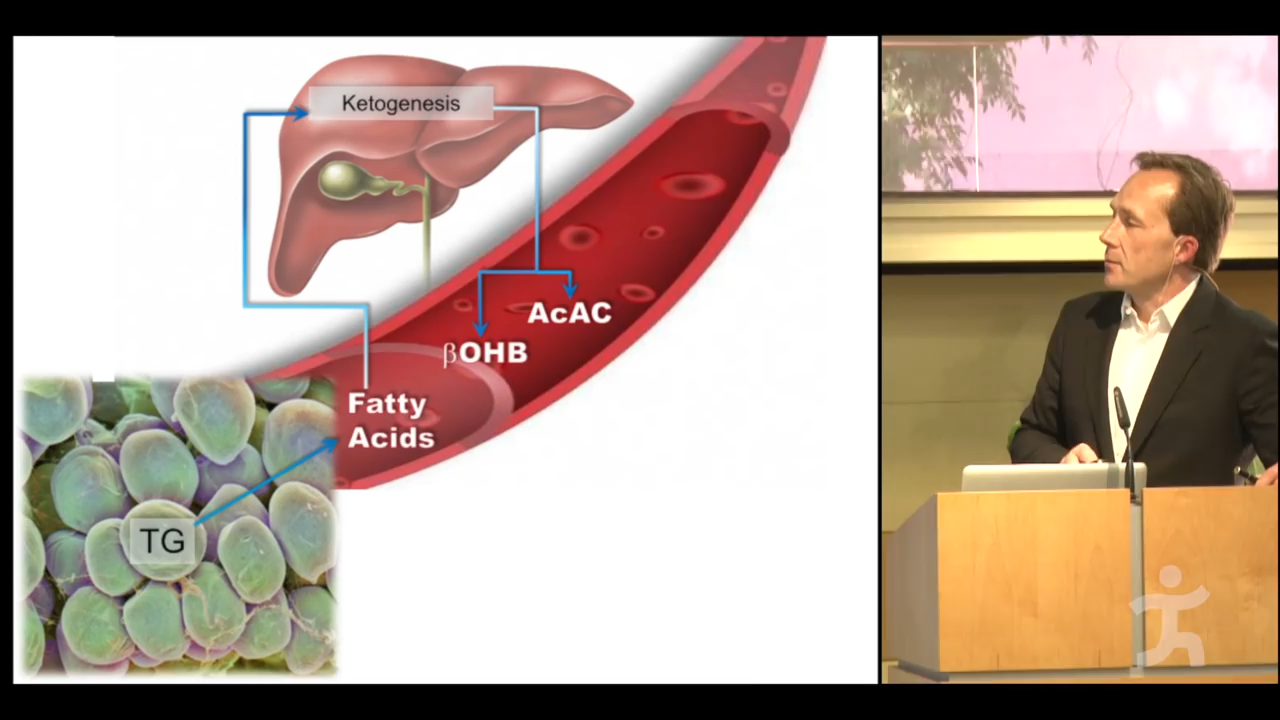 Ketogenesis
AcAC
βOHB
Fatty
Acids
TG